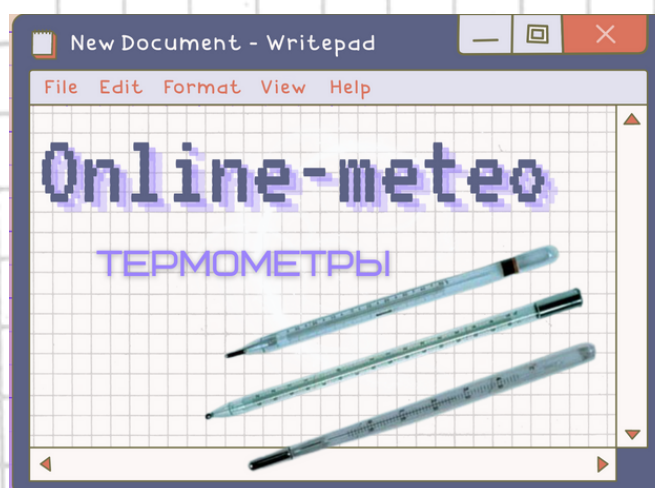 New Document - Writepad
File Edit Format View Help
Online-meteo
ТЕРМОМЕТРЫ